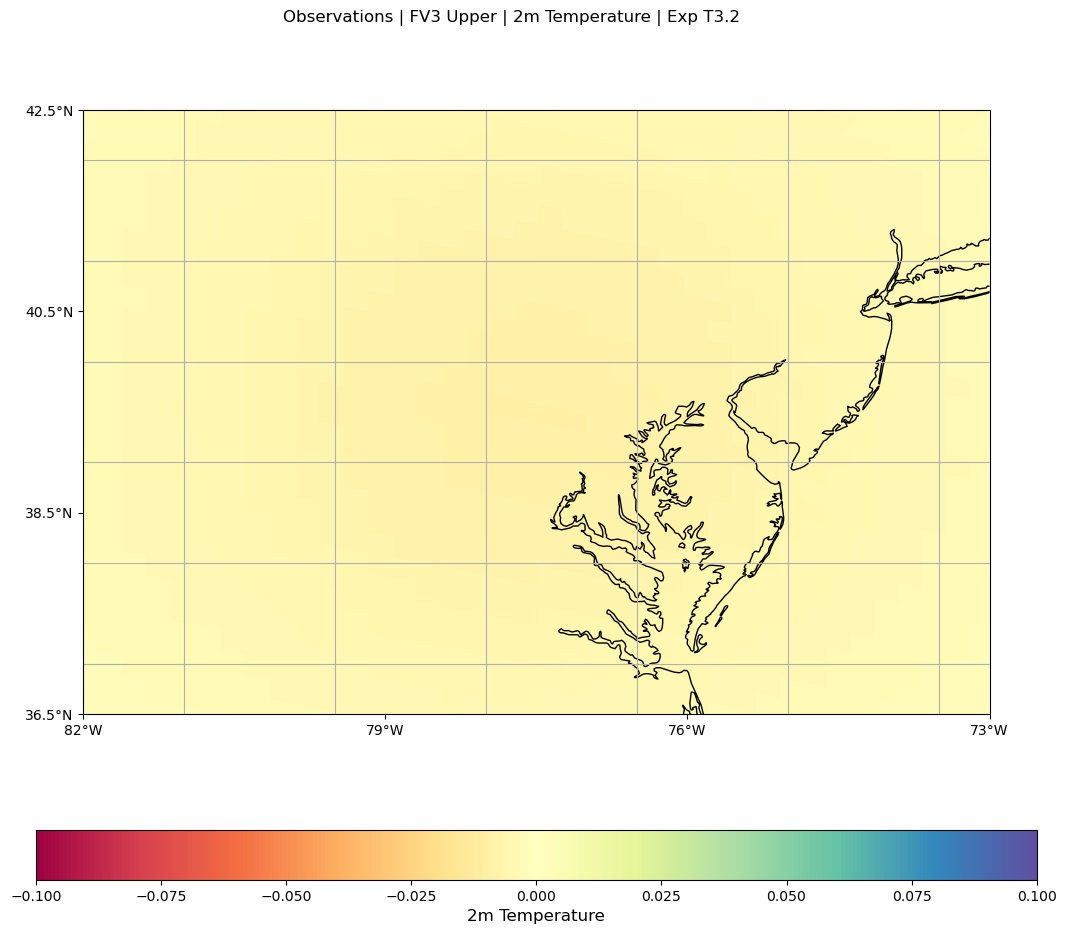 Observations | FV3 Upper | 2m Temperature | Exp T3.2
42.5°N
40.5°N
38.5°N
36.5°N
82°W 79°W 76°W 73°W
−0.100 −0.075 −0.050 −0.025 0.000 0.025 0.050 0.075 0.100
2m Temperature